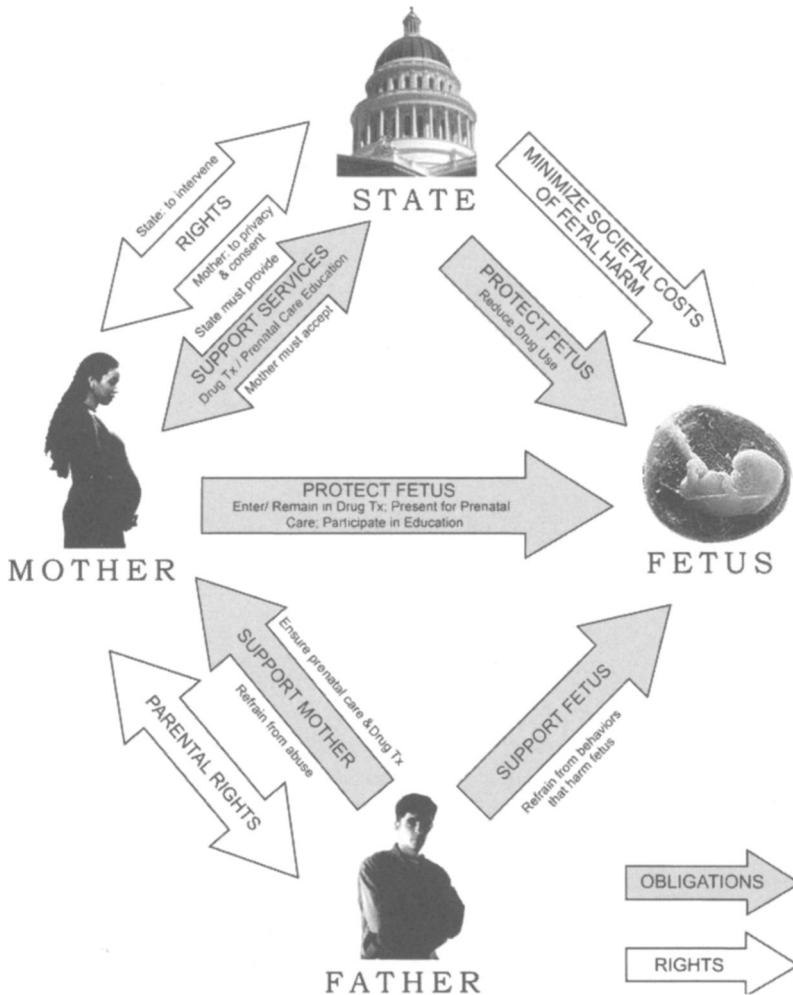 STATE
State: to intervene
RIGHTS
Mother: to privacy
& consent
State must provide
SUPPORT SERVICES
Drug Tx / Prenatal Care Education
Mother must accept
MINIMIZE SOCIETAL COSTS
OF FETAL HARM
PROTECT FETUS
Reduce Drug Use
MOTHER
PROTECT FETUS
Enter/ Remain in Drug Tx; Present for Prenatal
Care; Participate in Education
FETUS
Ensure prenatal care & Drug Tx
SUPPORT MOTHER
Refrain from abuse
PARENTAL RIGHTS
SUPPORT FETUS
Refrain from behaviors
that harm fetus
FATHER
OBLIGATIONS
RIGHTS